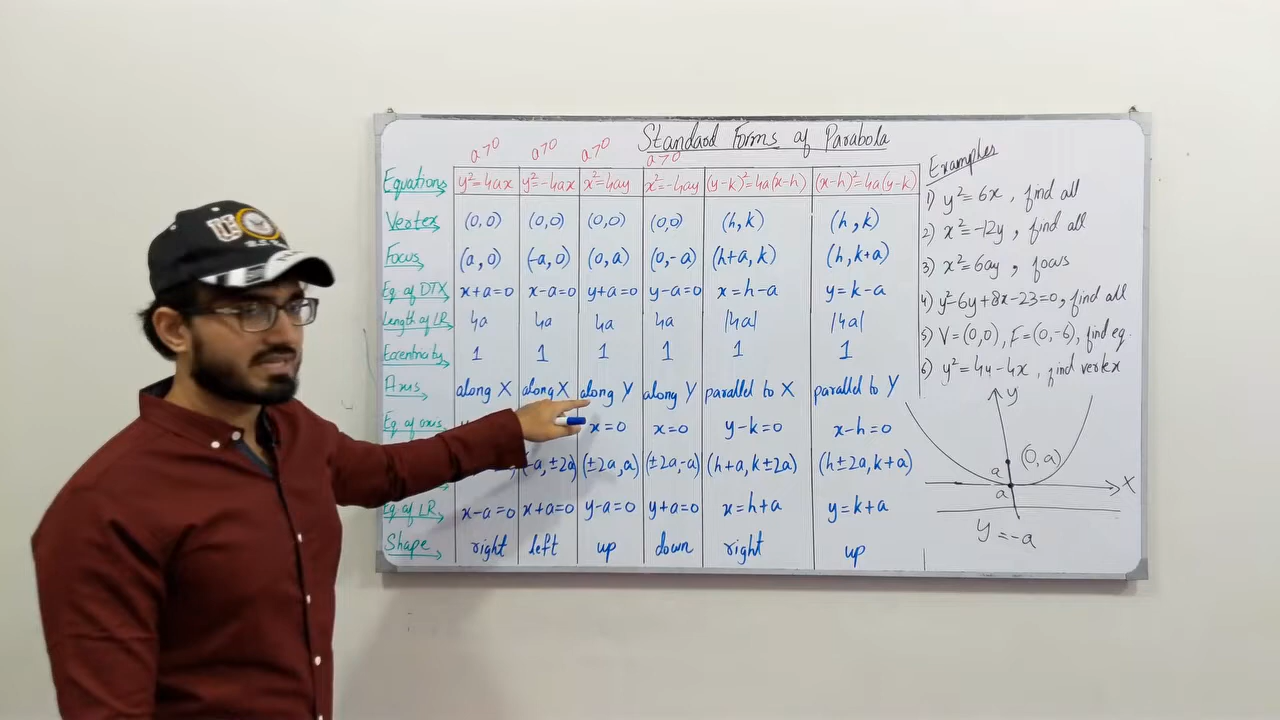 Standard Forms of Parabola
a>0 a>0 a>0 a>0
Equations y²=4ax y²=-4ax x²=4ay x²=-4ay (y-k)²=4a(x-h) (x-h)²=4a(y-k)
Vertex (0,0) (0,0) (0,0) (0,0) (h,k) (h,k)
Focus (a,0) (-a,0) (0,a) (0,-a) (h+a,k) (h,k+a)
Eq. of DTX x+a=0 x-a=0 y+a=0 y-a=0 x=h-a y=k-a
Length of LR 4a 4a 4a 4a |4a| |4a|
Eccentricity 1 1 1 1 1 1
Axis along X along X along Y along Y parallel to X parallel to Y
Eq. of axis x=0 x=0 y-k=0 x-h=0
(-a,±2a) (±2a,a) (±2a,-a) (h+a,k±2a) (h±2a,k+a)
Eq. of LR x-a=0 x+a=0 y-a=0 y+a=0 x=h+a y=k+a
Shape right left up down right up
Examples
1) y²=6x, find all
2) x²=-12y, find all
3) x²=6ay, focus
4) y²-6y+8x-23=0, find all
5) V=(0,0), F=(0,-6), find eq.
6) y²=4y-4x, find vertex
y
(0,a)
a
X
a
y=-a